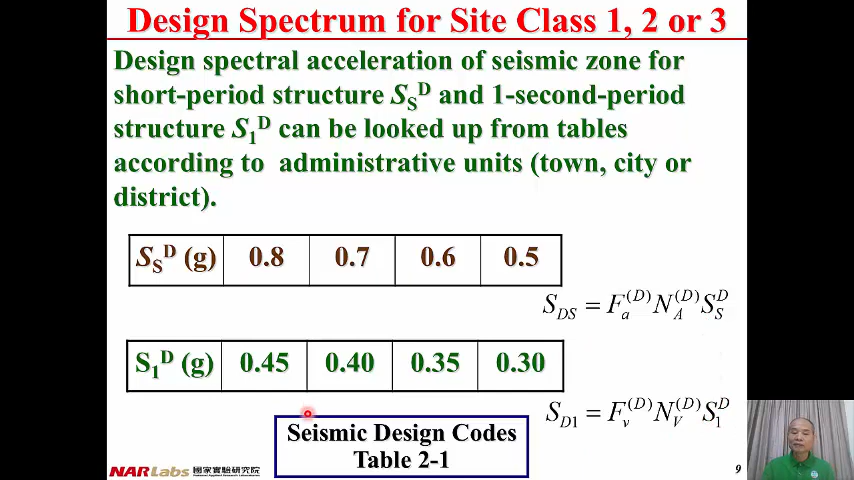 Design Spectrum for Site Class 1, 2 or 3
Design spectral acceleration of seismic zone for
short-period structure S_S^D and 1-second-period
structure S_1^D can be looked up from tables
according to administrative units (town, city or
district).
S_S^D (g) 0.8 0.7 0.6 0.5
S_DS = F_a^(D) N_A^(D) S_S^D
S_1^D (g) 0.45 0.40 0.35 0.30
S_D1 = F_v^(D) N_V^(D) S_1^D
Seismic Design Codes
Table 2-1
NARLabs 國家實驗研究院
9